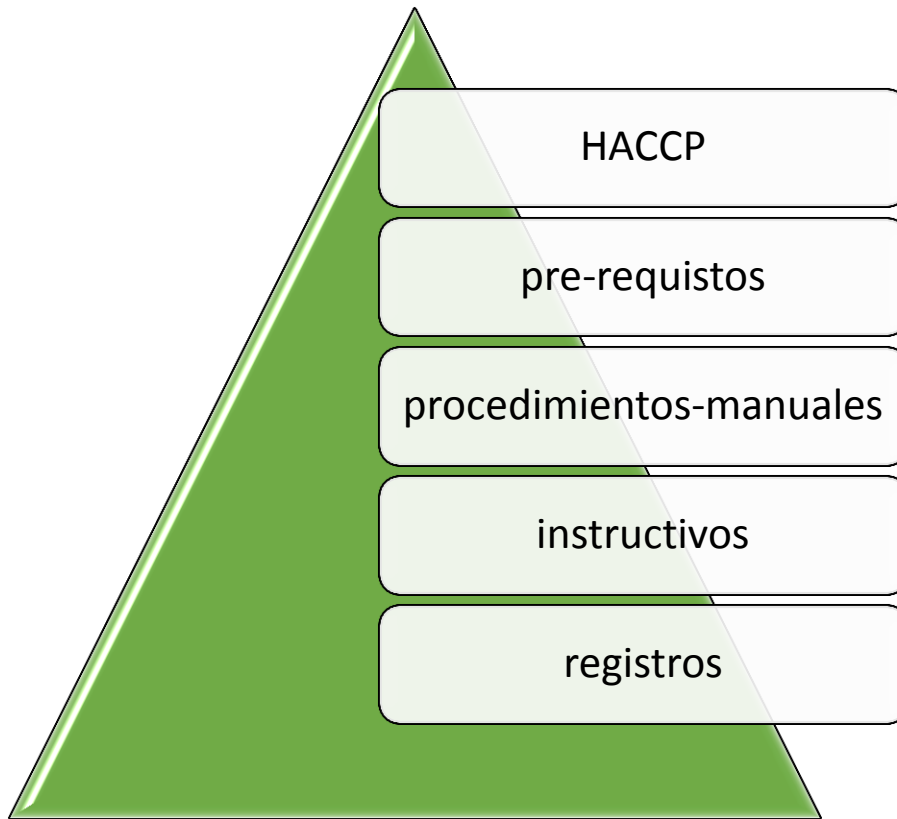 HACCP
pre-requistos
procedimientos-manuales
instructivos
registros